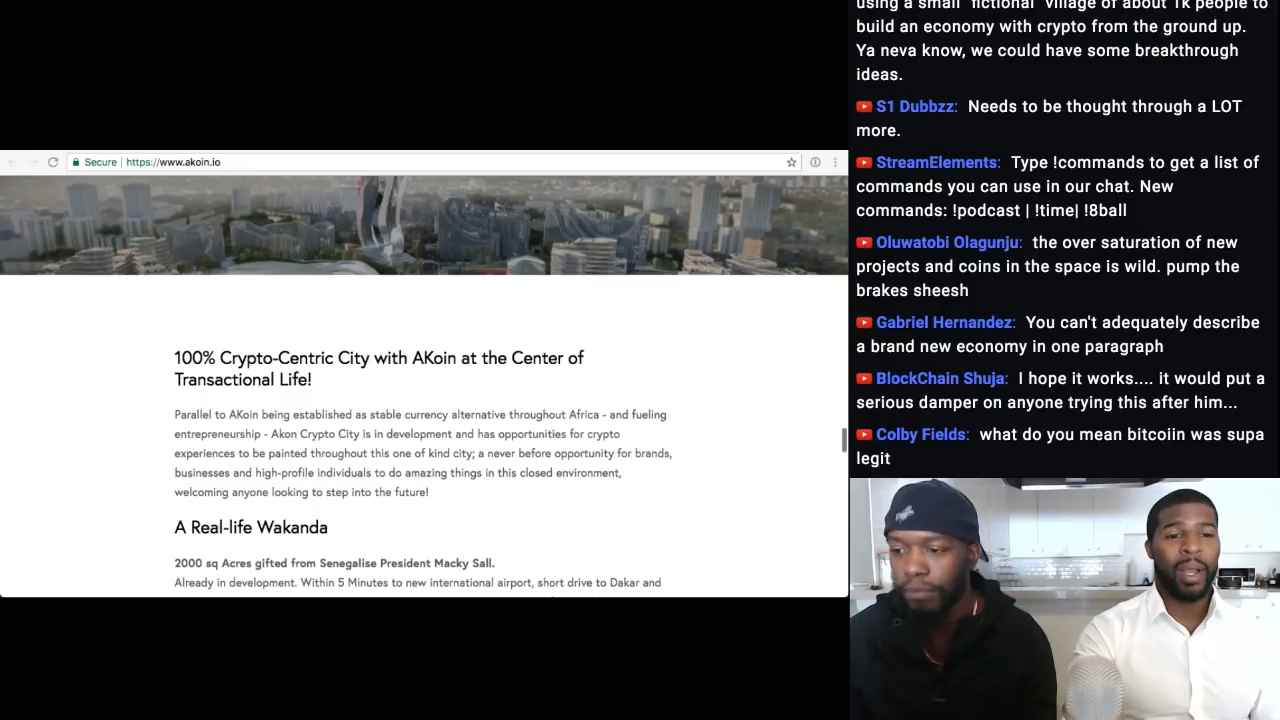 Secure | https://www.akoin.io
100% Crypto-Centric City with AKoin at the Center of
Transactional Life!
Parallel to AKoin being established as stable currency alternative throughout Africa - and fueling
entrepreneurship - Akon Crypto City is in development and has opportunities for crypto
experiences to be painted throughout this one of kind city; a never before opportunity for brands,
businesses and high-profile individuals to do amazing things in this closed environment,
welcoming anyone looking to step into the future!
A Real-life Wakanda
2000 sq Acres gifted from Senegalise President Macky Sall.
Already in development. Within 5 Minutes to new international airport, short drive to Dakar and
using a small "fictional" village of about 1k people to
build an economy with crypto from the ground up.
Ya neva know, we could have some breakthrough
ideas.
S1 Dubbzz: Needs to be thought through a LOT
more.
StreamElements: Type !commands to get a list of
commands you can use in our chat. New
commands: !podcast | !time| !8ball
Oluwatobi Olagunju: the over saturation of new
projects and coins in the space is wild. pump the
brakes sheesh
Gabriel Hernandez: You can't adequately describe
a brand new economy in one paragraph
BlockChain Shuja: I hope it works.... it would put a
serious damper on anyone trying this after him...
Colby Fields: what do you mean bitcoiin was supa
legit